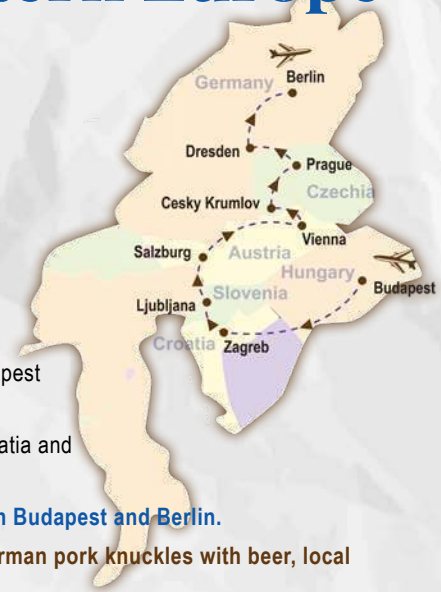 Europe
Germany
Berlin
Dresden
Prague
Czechia
Cesky Krumlov
Vienna
Salzburg
Austria
Hungary
Budapest
Slovenia
Ljubljana
Croatia
Zagreb
pest
atia and
Budapest and Berlin.
rman pork knuckles with beer, local